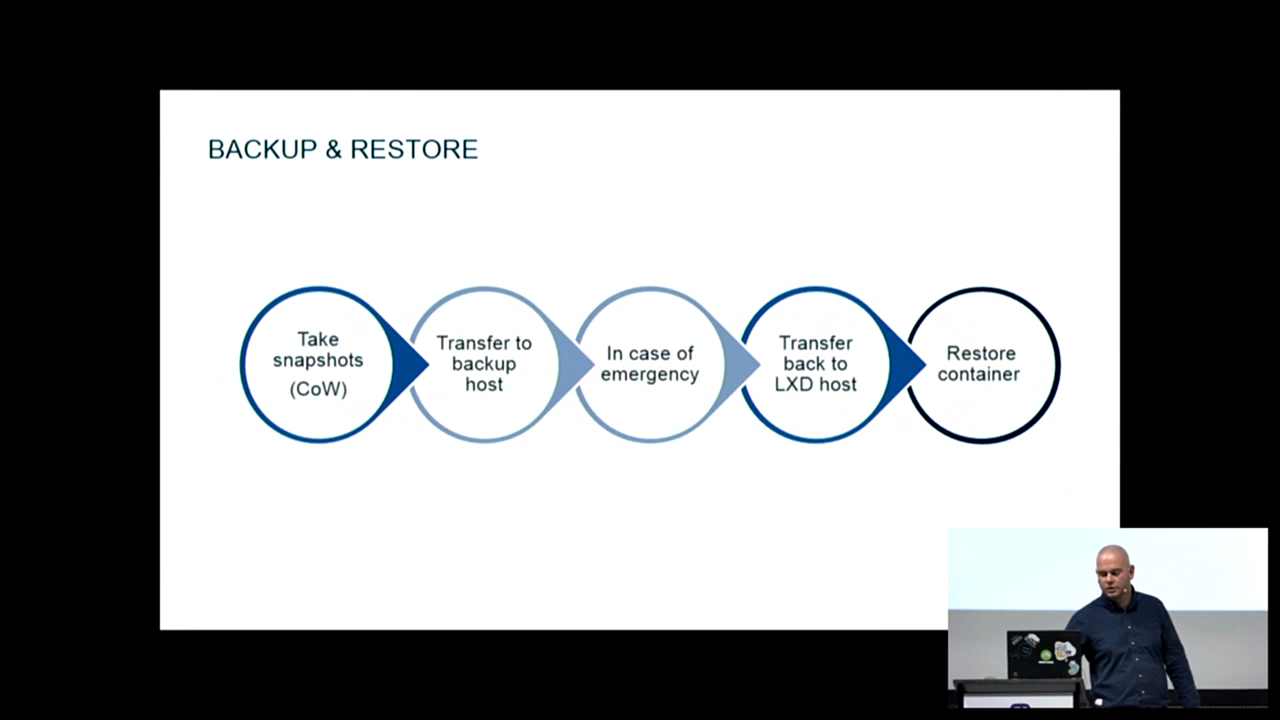 BACKUP & RESTORE
Take
snapshots
(CoW)
Transfer to
backup
host
In case of
emergency
Transfer
back to
LXD host
Restore
container